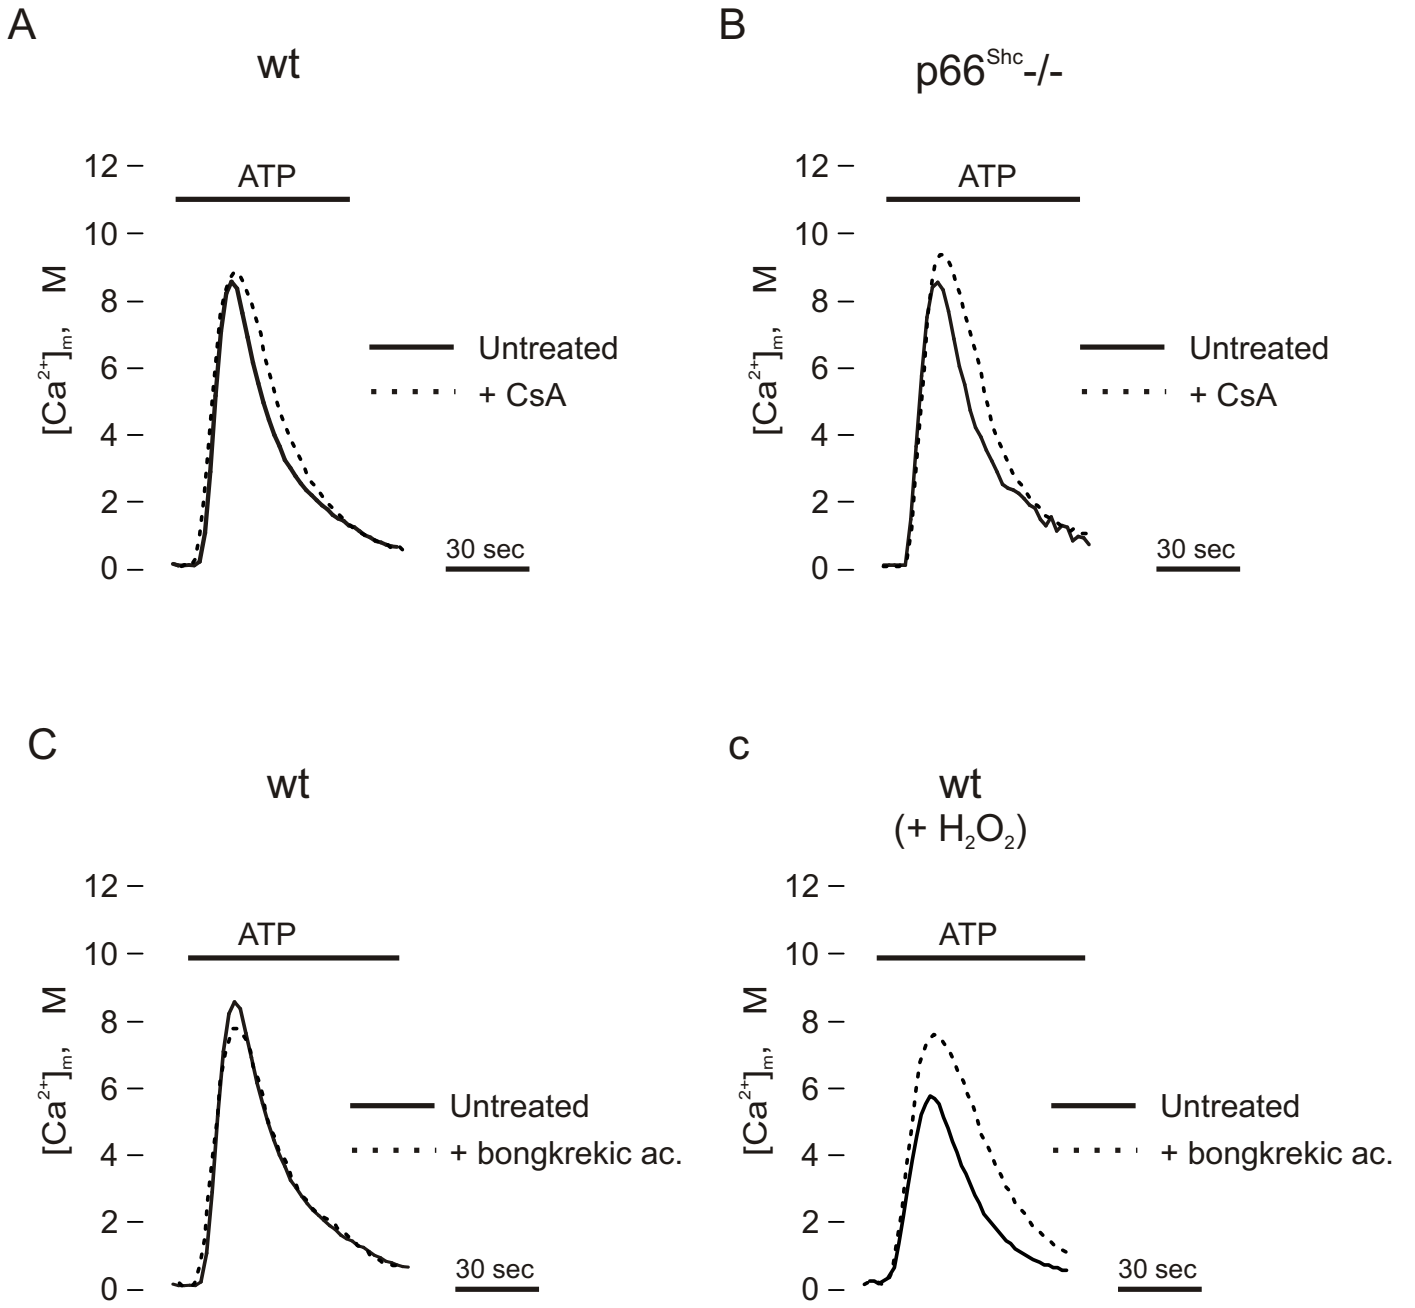 A
wt
12
ATP
10
8
6
4
2
0
[Ca²⁺]ₘ, M
Untreated
+ CsA
30 sec
B
p66ˢʰᶜ-/-
12
ATP
10
8
6
4
2
0
[Ca²⁺]ₘ, M
Untreated
+ CsA
30 sec
C
wt
12
ATP
10
8
6
4
2
0
[Ca²⁺]ₘ, M
Untreated
+ bongkrekic ac.
30 sec
c
wt
(+ H₂O₂)
12
ATP
10
8
6
4
2
0
[Ca²⁺]ₘ, M
Untreated
+ bongkrekic ac.
30 sec